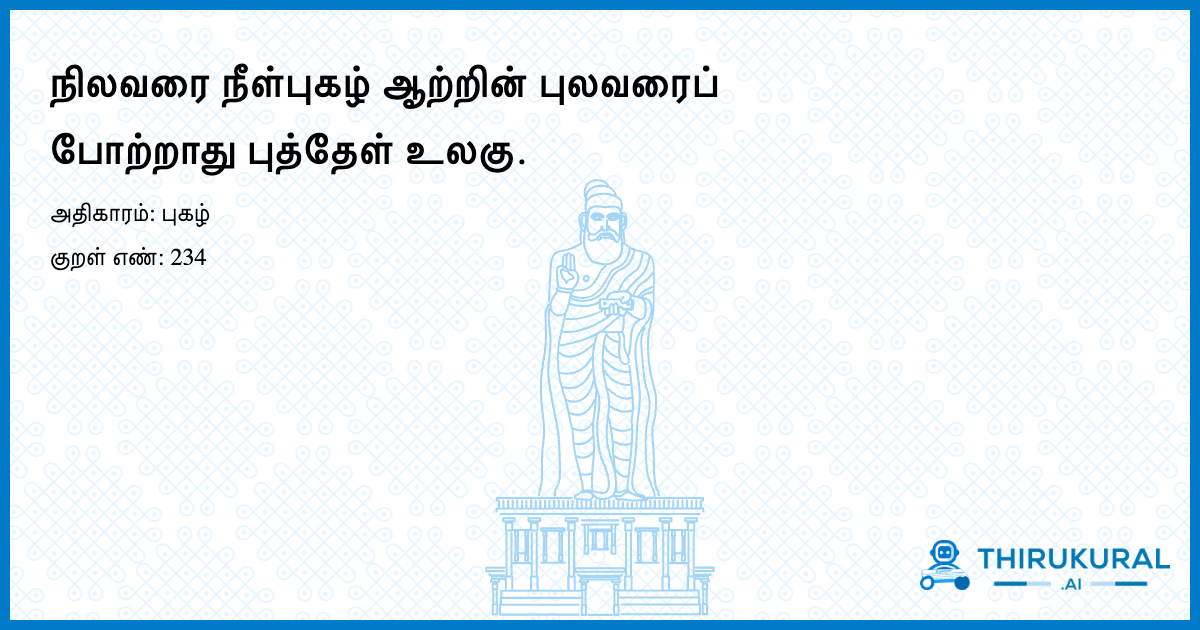 நிலவரை நீள்புகழ் ஆற்றின் புலவரைப்
போற்றாது புத்தேள் உலகு.
அதிகாரம்: புகழ்
குறள் எண்: 234
THIRUKURAL
.AI